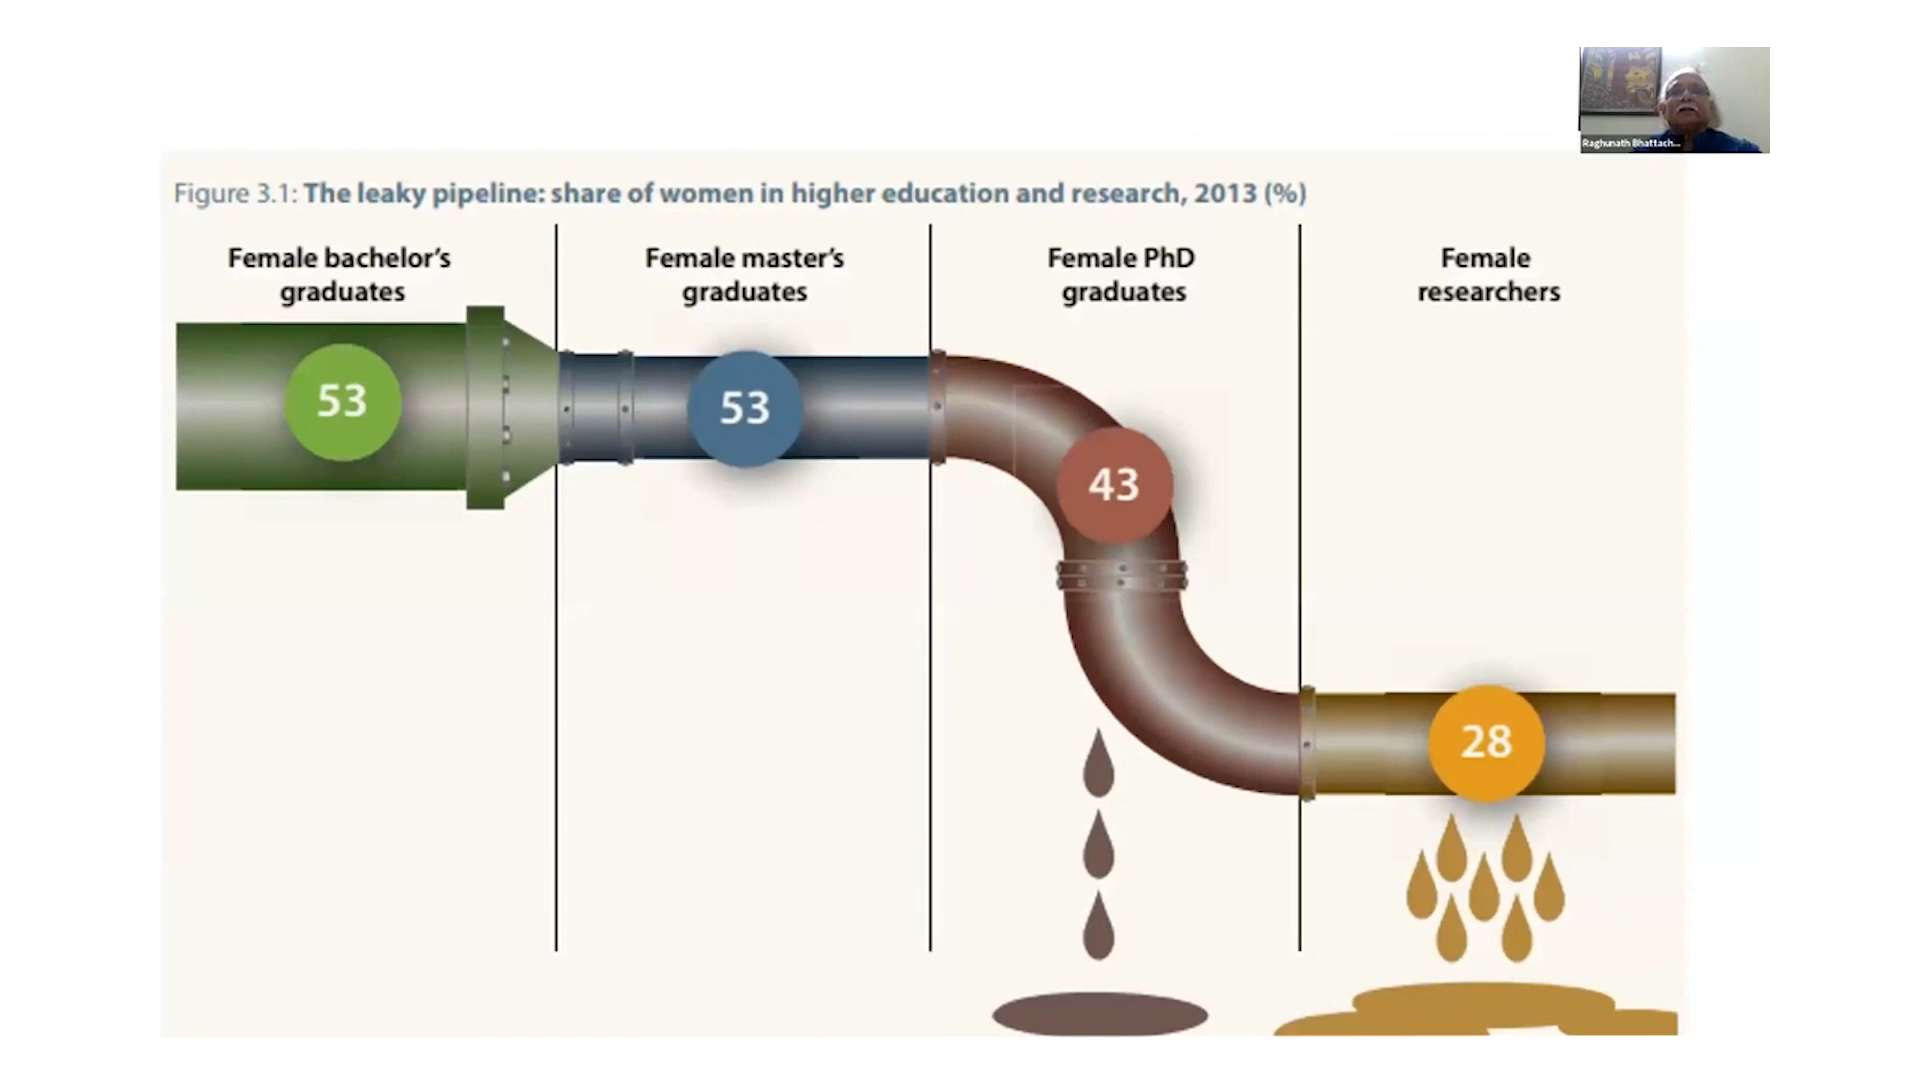 Raghunath Bhattach...
Figure 3.1: The leaky pipeline: share of women in higher education and research, 2013 (%)
Female bachelor's
graduates
Female master's
graduates
Female PhD
graduates
Female
researchers
53
53
43
28